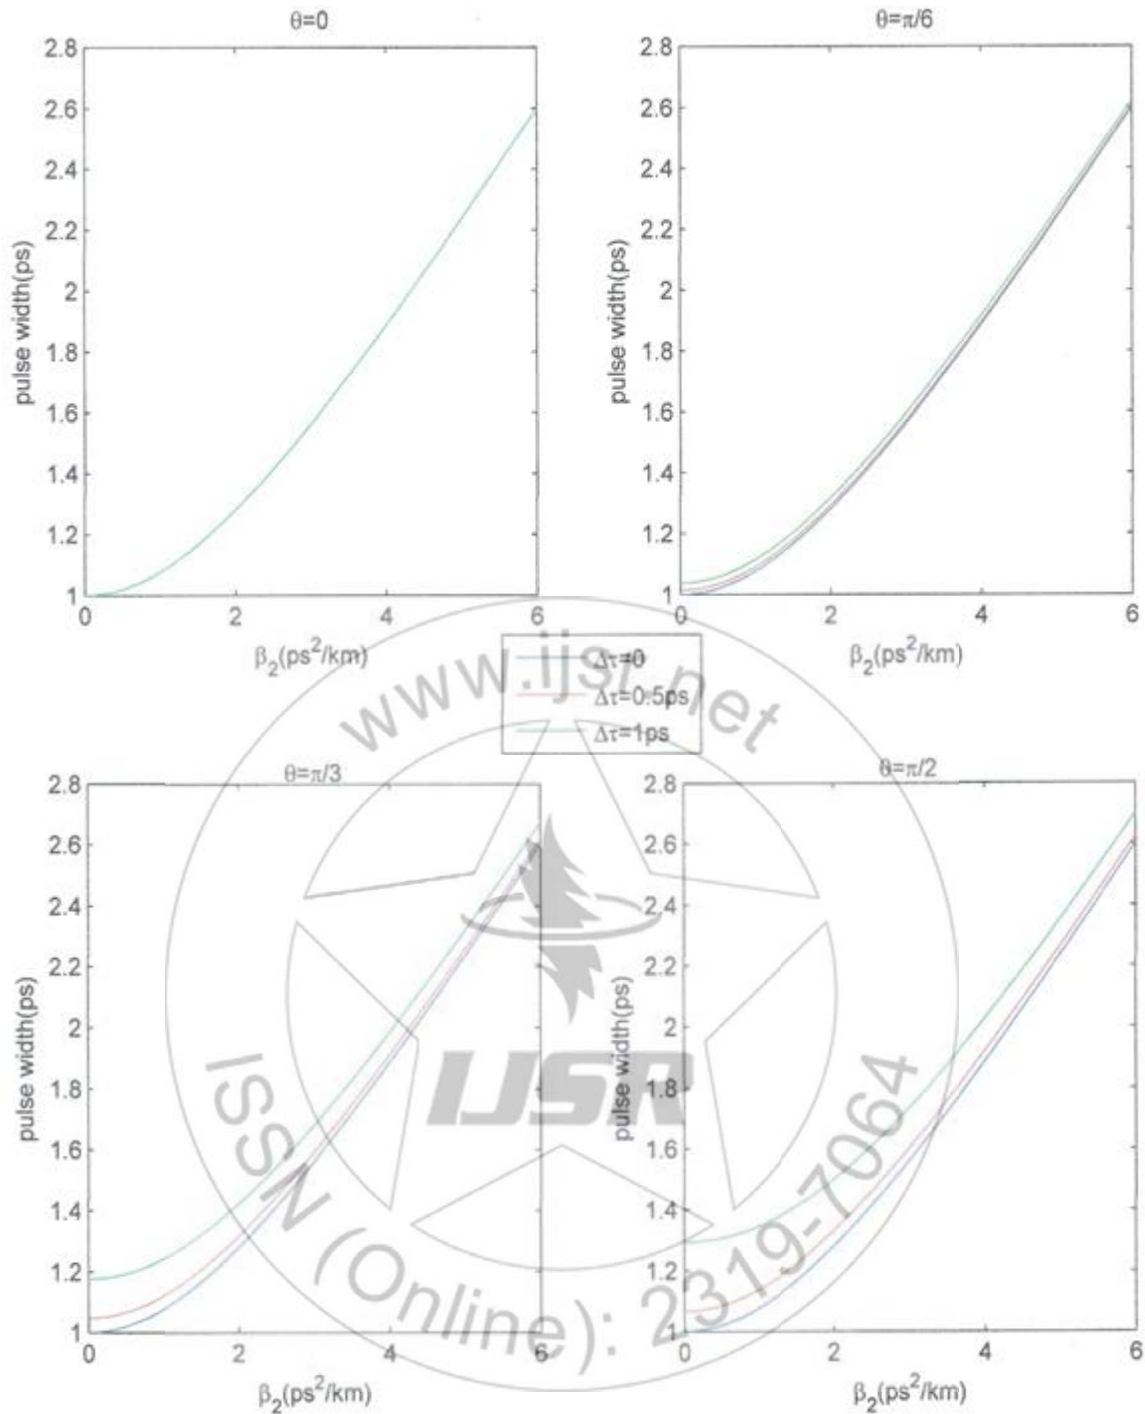 θ=0
2.8
2.6
2.4
2.2
2
1.8
1.6
1.4
1.2
1
0 2 4 6
pulse width(ps)
β₂(ps²/km)
θ=π/6
2.8
2.6
2.4
2.2
2
1.8
1.6
1.4
1.2
1
0 2 4 6
pulse width(ps)
β₂(ps²/km)
Δτ=0
Δτ=0.5ps
Δτ=1ps
www.ijsr.net
θ=π/3
2.8
2.6
2.4
2.2
2
1.8
1.6
1.4
1.2
1
0 2 4 6
pulse width(ps)
β₂(ps²/km)
θ=π/2
2.8
2.6
2.4
2.2
2
1.8
1.6
1.4
1.2
1
0 2 4 6
pulse width(ps)
β₂(ps²/km)
IJSR
ISSN (Online): 2319-7064